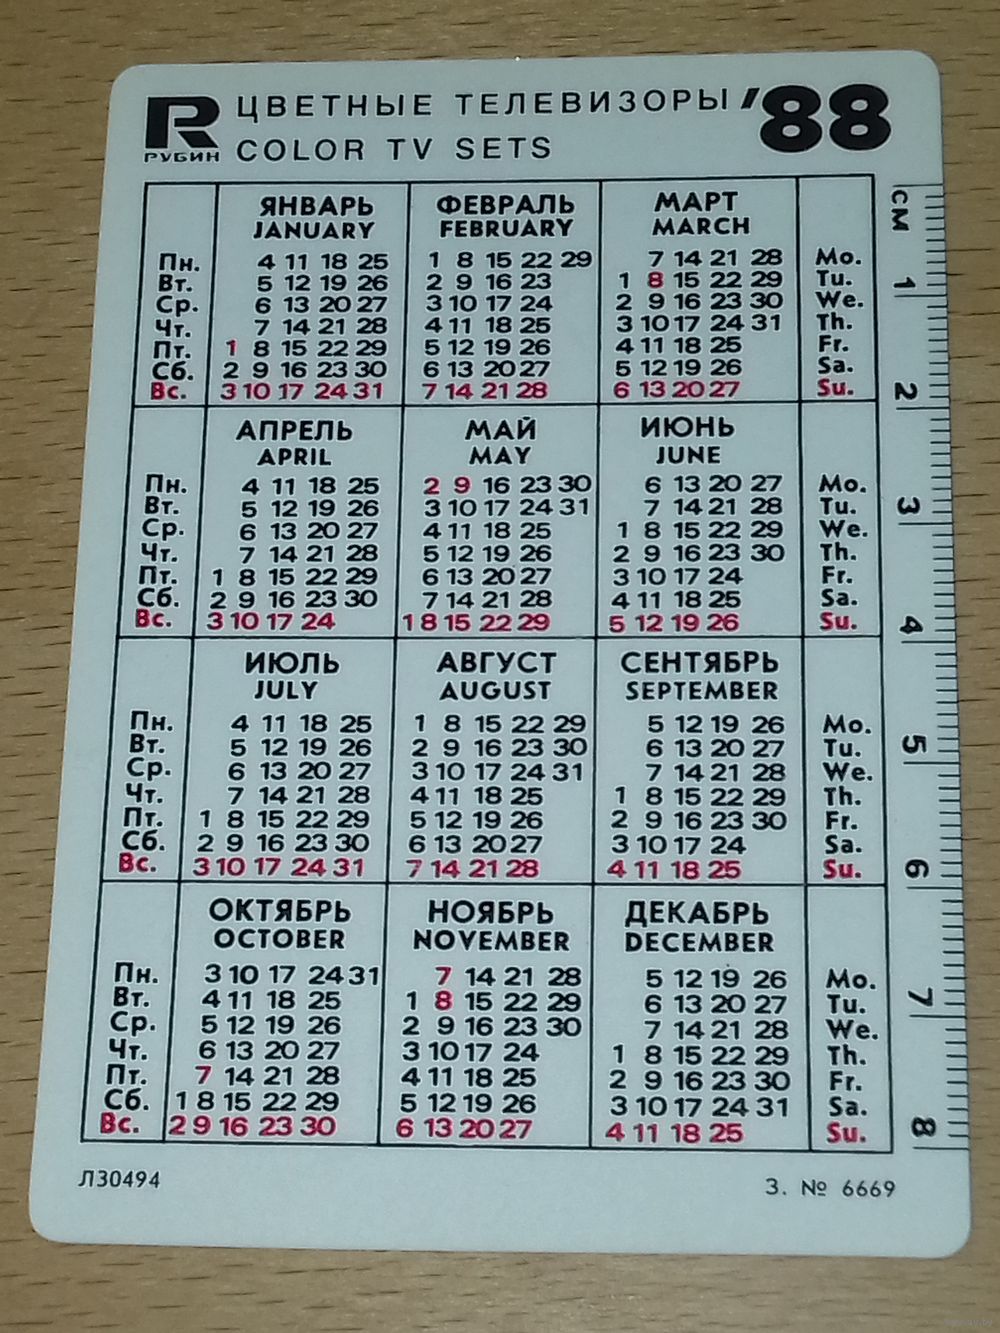 R ЦВЕТНЫЕ ТЕЛЕВИЗОРЫ '88
РУБИН COLOR TV SETS
ЯНВАРЬ ФЕВРАЛЬ МАРТ
JANUARY FEBRUARY MARCH
Пн. 4 11 18 25 1 8 15 22 29 7 14 21 28 Mo.
Вт. 5 12 19 26 2 9 16 23 1 8 15 22 29 Tu.
Ср. 6 13 20 27 3 10 17 24 2 9 16 23 30 We.
Чт. 7 14 21 28 4 11 18 25 3 10 17 24 31 Th.
Пт. 1 8 15 22 29 5 12 19 26 4 11 18 25 Fr.
Сб. 2 9 16 23 30 6 13 20 27 5 12 19 26 Sa.
Вс. 3 10 17 24 31 7 14 21 28 6 13 20 27 Su.
АПРЕЛЬ МАЙ ИЮНЬ
APRIL MAY JUNE
Пн. 4 11 18 25 2 9 16 23 30 6 13 20 27 Mo.
Вт. 5 12 19 26 3 10 17 24 31 7 14 21 28 Tu.
Ср. 6 13 20 27 4 11 18 25 1 8 15 22 29 We.
Чт. 7 14 21 28 5 12 19 26 2 9 16 23 30 Th.
Пт. 1 8 15 22 29 6 13 20 27 3 10 17 24 Fr.
Сб. 2 9 16 23 30 7 14 21 28 4 11 18 25 Sa.
Вс. 3 10 17 24 1 8 15 22 29 5 12 19 26 Su.
ИЮЛЬ АВГУСТ СЕНТЯБРЬ
JULY AUGUST SEPTEMBER
Пн. 4 11 18 25 1 8 15 22 29 5 12 19 26 Mo.
Вт. 5 12 19 26 2 9 16 23 30 6 13 20 27 Tu.
Ср. 6 13 20 27 3 10 17 24 31 7 14 21 28 We.
Чт. 7 14 21 28 4 11 18 25 1 8 15 22 29 Th.
Пт. 1 8 15 22 29 5 12 19 26 2 9 16 23 30 Fr.
Сб. 2 9 16 23 30 6 13 20 27 3 10 17 24 Sa.
Вс. 3 10 17 24 31 7 14 21 28 4 11 18 25 Su.
ОКТЯБРЬ НОЯБРЬ ДЕКАБРЬ
OCTOBER NOVEMBER DECEMBER
Пн. 3 10 17 24 31 7 14 21 28 5 12 19 26 Mo.
Вт. 4 11 18 25 1 8 15 22 29 6 13 20 27 Tu.
Ср. 5 12 19 26 2 9 16 23 30 7 14 21 28 We.
Чт. 6 13 20 27 3 10 17 24 1 8 15 22 29 Th.
Пт. 7 14 21 28 4 11 18 25 2 9 16 23 30 Fr.
Сб. 1 8 15 22 29 5 12 19 26 3 10 17 24 31 Sa.
Вс. 2 9 16 23 30 6 13 20 27 4 11 18 25 Su.
СМ 1 2 3 4 5 6 7 8
Л30494 З. № 6669